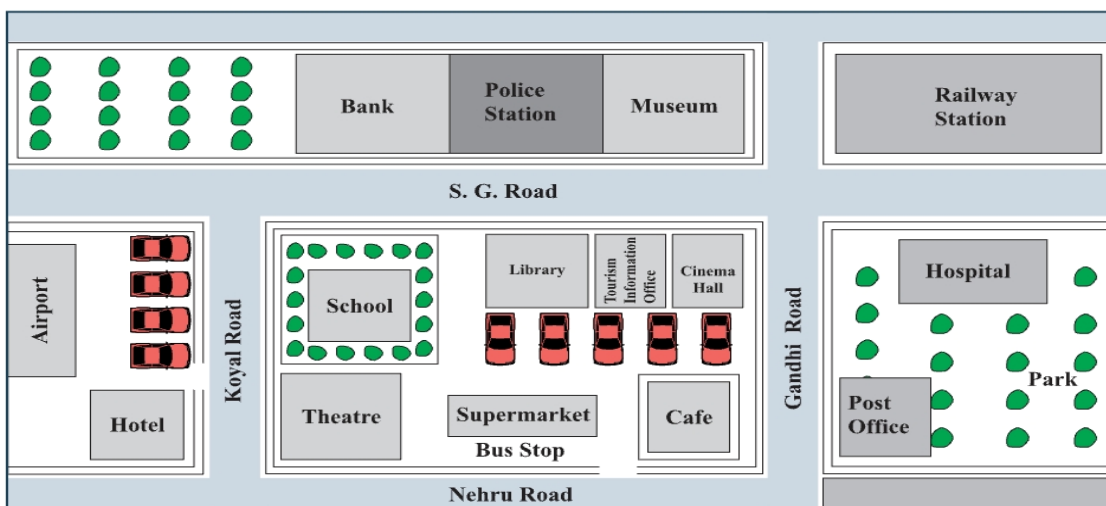 Bank
Police
Station
Museum
Railway
Station
S. G. Road
Airport
Koyal Road
School
Library
Tourism
Information
Office
Cinema
Hall
Gandhi Road
Hospital
Park
Hotel
Theatre
Supermarket
Bus Stop
Cafe
Post
Office
Nehru Road